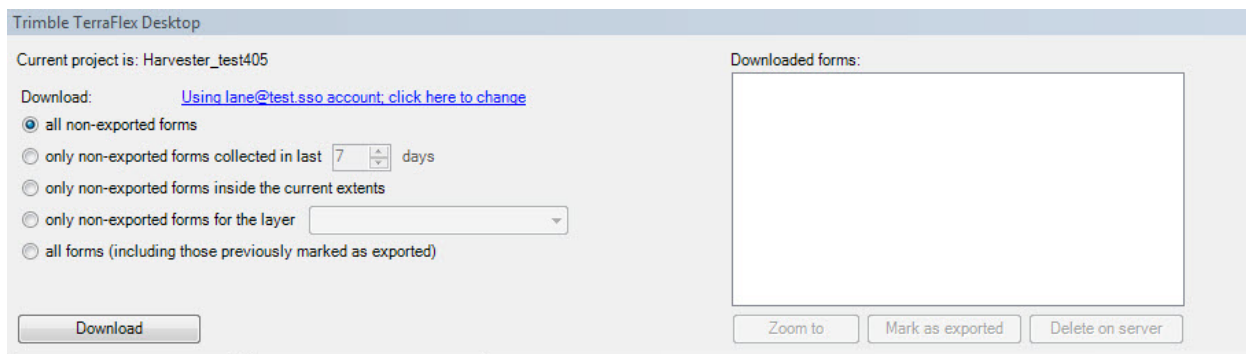 Trimble TerraFlex Desktop
Current project is: Harvester_test405
Download: Using lane@test.sso account; click here to change
all non-exported forms
only non-exported forms collected in last 7 days
only non-exported forms inside the current extents
only non-exported forms for the layer
all forms (including those previously marked as exported)
Download
Downloaded forms:
Zoom to Mark as exported Delete on server